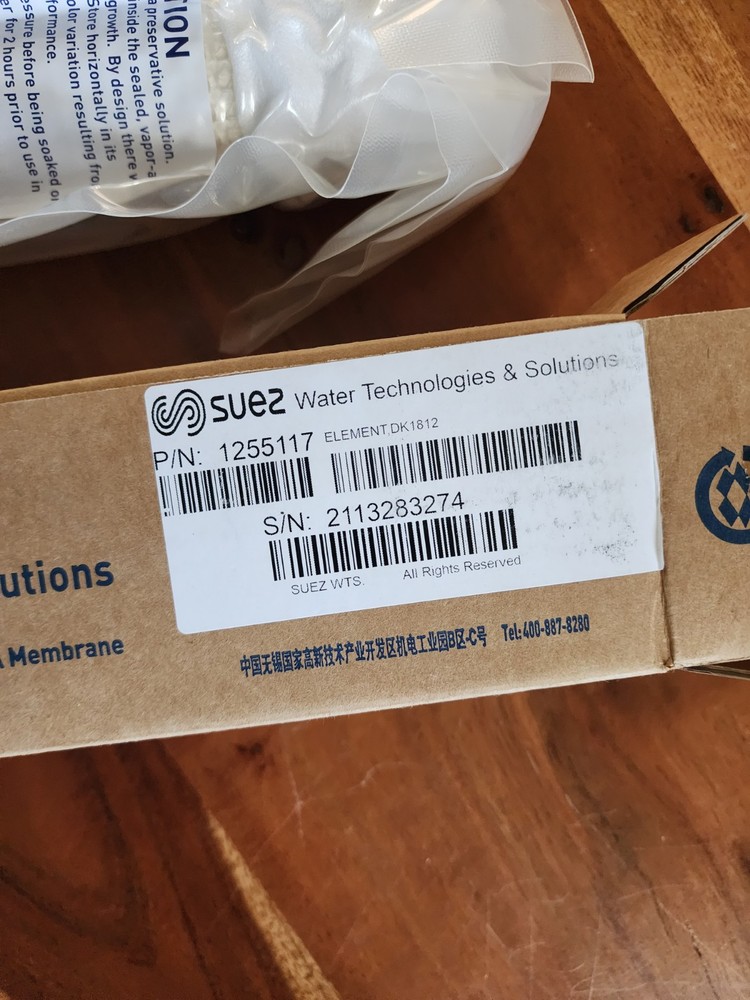 TION
a preservative solution.
inside the sealed, vapor-
growth. By design there
Store horizontally in its
color variation resulting fro
formance.
ssure before being soaked o
er for 2 hours prior to use in
suez Water Technologies & Solutions
P/N: 1255117 ELEMENT,DK1812
S/N: 2113283274
SUEZ WTS. All Rights Reserved
utions
Membrane
中国无锡国家高新技术产业开发区机电工业园B区-C号 Tel:400-887-8280